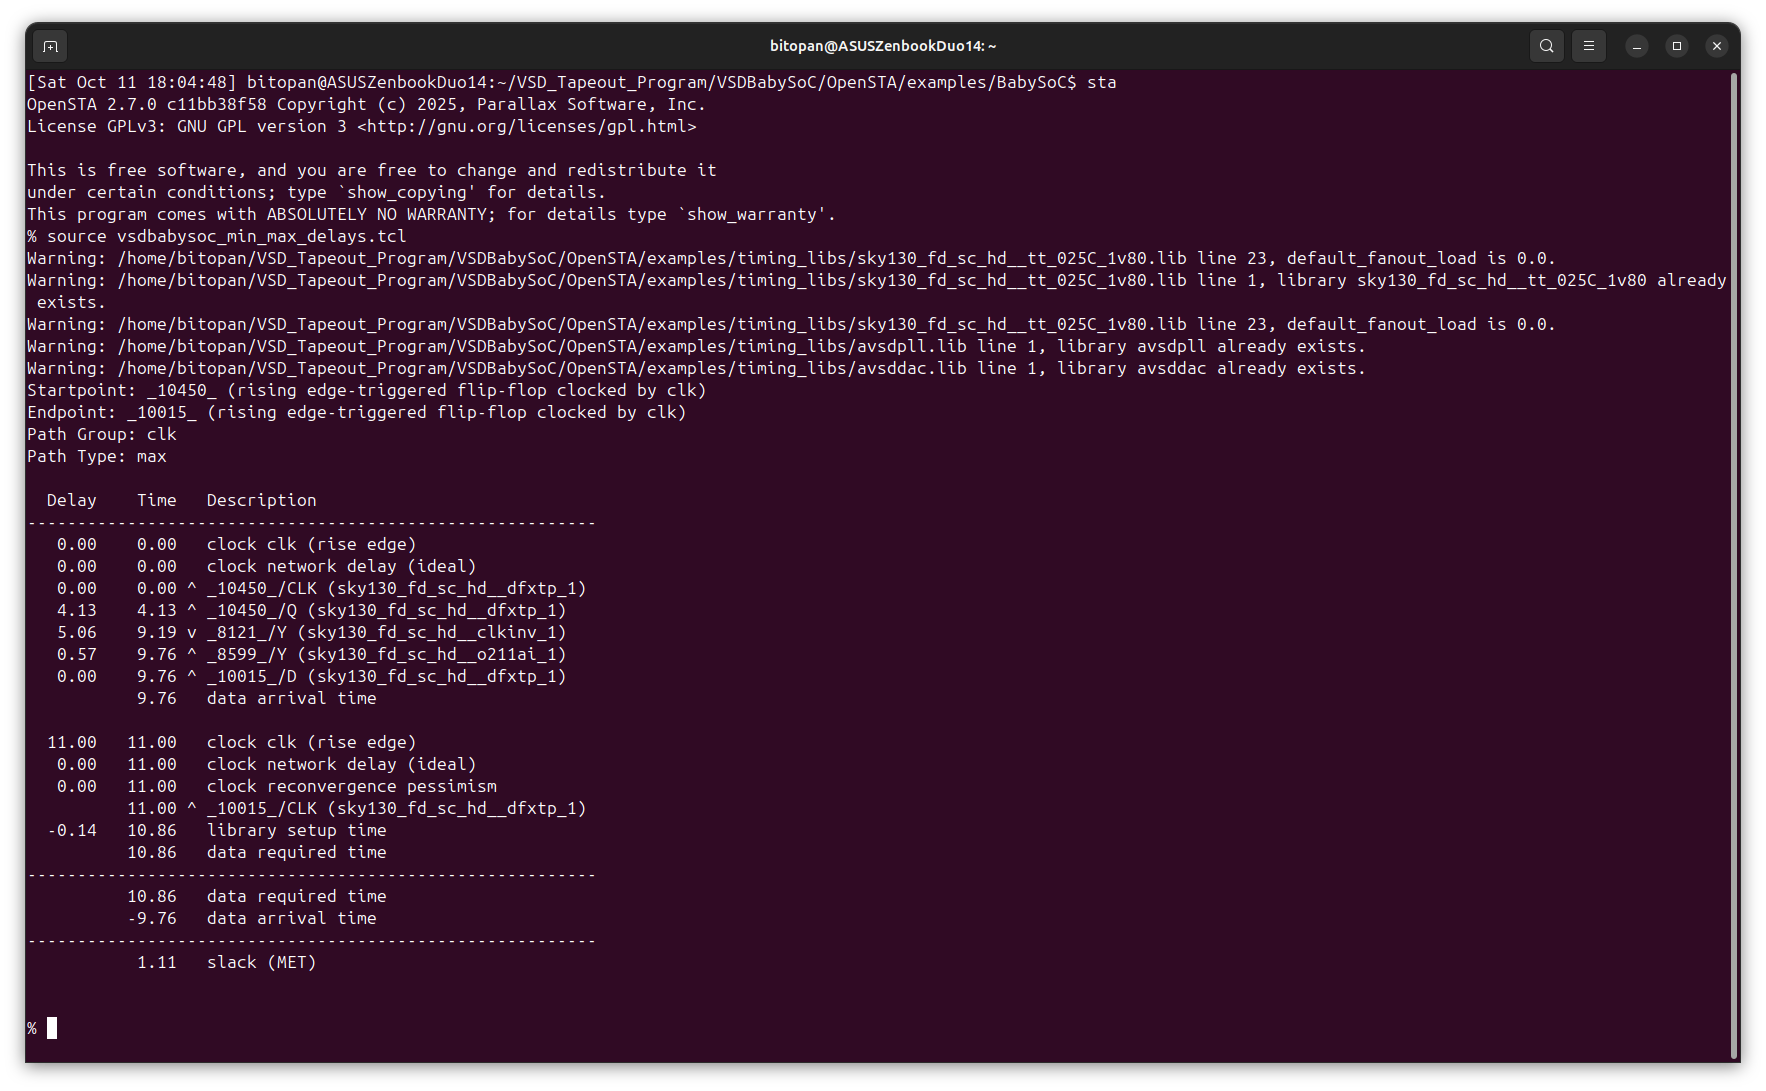 bitopan@ASUSZenbookDuo14: ~
[Sat Oct 11 18:04:48] bitopan@ASUSZenbookDuo14:~/VSD_Tapeout_Program/VSDBabySoC/OpenSTA/examples/BabySoC$ sta
OpenSTA 2.7.0 c11bb38f58 Copyright (c) 2025, Parallax Software, Inc.
License GPLv3: GNU GPL version 3 <http://gnu.org/licenses/gpl.html>

This is free software, and you are free to change and redistribute it
under certain conditions; type `show_copying' for details.
This program comes with ABSOLUTELY NO WARRANTY; for details type `show_warranty'.
% source vsdbabysoc_min_max_delays.tcl
Warning: /home/bitopan/VSD_Tapeout_Program/VSDBabySoC/OpenSTA/examples/timing_libs/sky130_fd_sc_hd__tt_025C_1v80.lib line 23, default_fanout_load is 0.0.
Warning: /home/bitopan/VSD_Tapeout_Program/VSDBabySoC/OpenSTA/examples/timing_libs/sky130_fd_sc_hd__tt_025C_1v80.lib line 1, library sky130_fd_sc_hd__tt_025C_1v80 already
 exists.
Warning: /home/bitopan/VSD_Tapeout_Program/VSDBabySoC/OpenSTA/examples/timing_libs/sky130_fd_sc_hd__tt_025C_1v80.lib line 23, default_fanout_load is 0.0.
Warning: /home/bitopan/VSD_Tapeout_Program/VSDBabySoC/OpenSTA/examples/timing_libs/avsdpll.lib line 1, library avsdpll already exists.
Warning: /home/bitopan/VSD_Tapeout_Program/VSDBabySoC/OpenSTA/examples/timing_libs/avsddac.lib line 1, library avsddac already exists.
Startpoint: _10450_ (rising edge-triggered flip-flop clocked by clk)
Endpoint: _10015_ (rising edge-triggered flip-flop clocked by clk)
Path Group: clk
Path Type: max

  Delay    Time   Description
---------------------------------------------------------
   0.00    0.00   clock clk (rise edge)
   0.00    0.00   clock network delay (ideal)
   0.00    0.00 ^ _10450_/CLK (sky130_fd_sc_hd__dfxtp_1)
   4.13    4.13 ^ _10450_/Q (sky130_fd_sc_hd__dfxtp_1)
   5.06    9.19 v _8121_/Y (sky130_fd_sc_hd__clkinv_1)
   0.57    9.76 ^ _8599_/Y (sky130_fd_sc_hd__o211ai_1)
   0.00    9.76 ^ _10015_/D (sky130_fd_sc_hd__dfxtp_1)
           9.76   data arrival time

  11.00   11.00   clock clk (rise edge)
   0.00   11.00   clock network delay (ideal)
   0.00   11.00   clock reconvergence pessimism
          11.00 ^ _10015_/CLK (sky130_fd_sc_hd__dfxtp_1)
  -0.14   10.86   library setup time
          10.86   data required time
---------------------------------------------------------
          10.86   data required time
          -9.76   data arrival time
---------------------------------------------------------
           1.11   slack (MET)

%